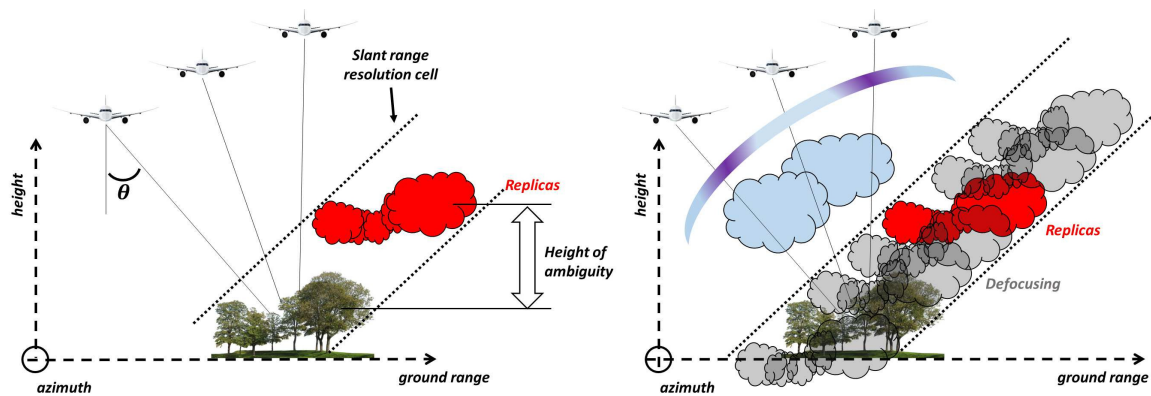 Slant range
resolution cell
height
θ
Replicas
Height of
ambiguity
azimuth
ground range
height
Replicas
Defocusing
azimuth
ground range